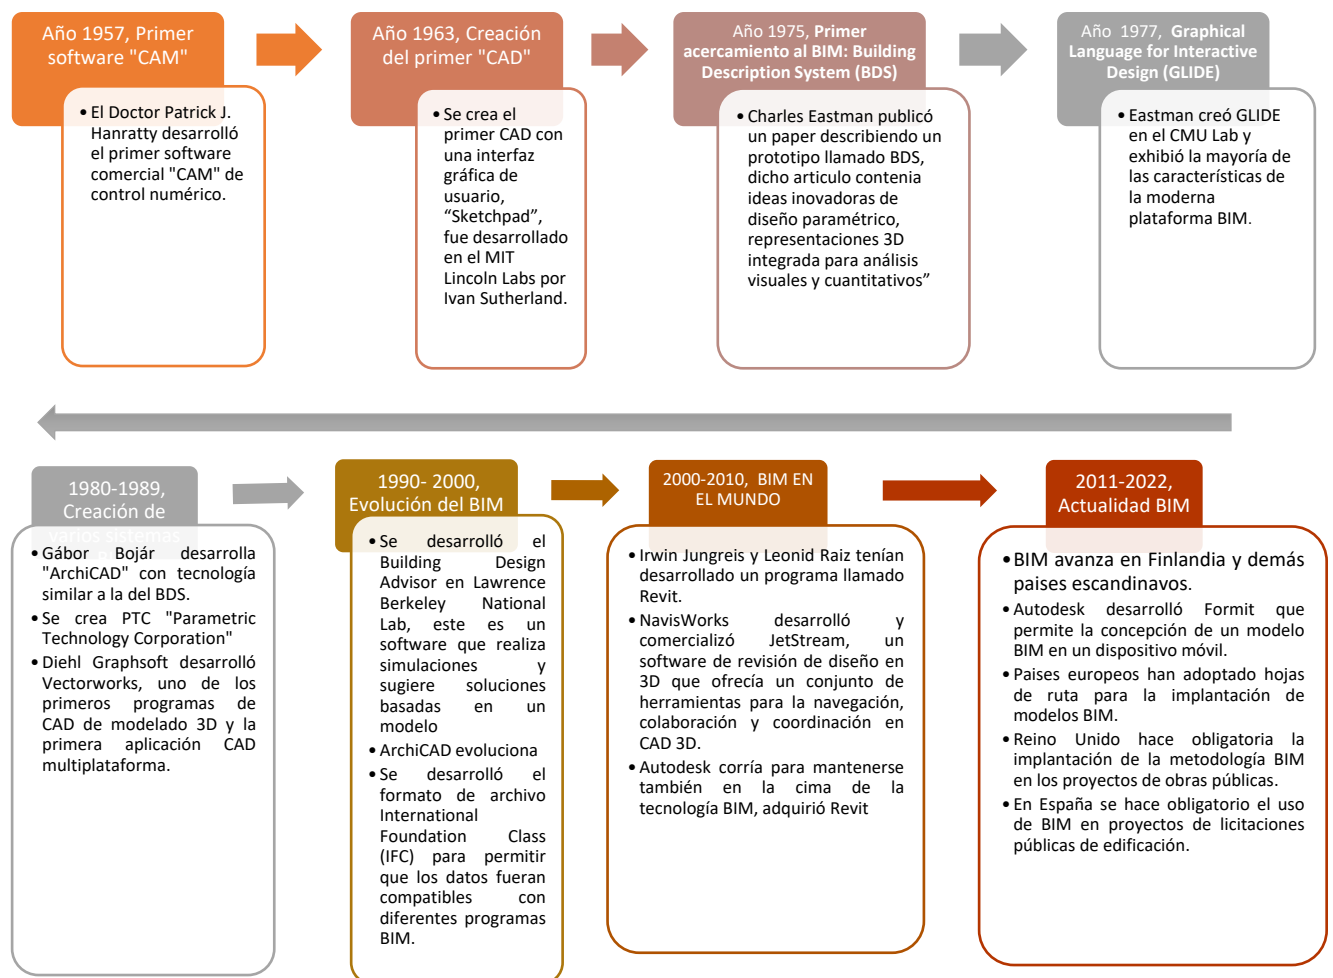 Año 1957, Primer
software "CAM"
• El Doctor Patrick J.
Hanratty desarrolló
el primer software
comercial "CAM" de
control numérico.
Año 1963, Creación
del primer "CAD"
• Se crea el
primer CAD con
una interfaz
gráfica de
usuario,
“Sketchpad”,
fue desarrollado
en el MIT
Lincoln Labs por
Ivan Sutherland.
Año 1975, Primer
acercamiento al BIM: Building
Description System (BDS)
• Charles Eastman publicó
un paper describiendo un
prototipo llamado BDS,
dicho articulo contenia
ideas inovadoras de
diseño paramétrico,
representaciones 3D
integrada para análisis
visuales y cuantitativos”
Año 1977, Graphical
Language for Interactive
Design (GLIDE)
• Eastman creó GLIDE
en el CMU Lab y
exhibió la mayoría de
las características de
la moderna
plataforma BIM.
1980-1989,
Creación de
varios sistemas
• Gábor Bojár desarrolla
"ArchiCAD" con tecnología
similar a la del BDS.
• Se crea PTC "Parametric
Technology Corporation"
• Diehl Graphsoft desarrolló
Vectorworks, uno de los
primeros programas de
CAD de modelado 3D y la
primera aplicación CAD
multiplataforma.
1990- 2000,
Evolución del BIM
• Se desarrolló el
Building Design
Advisor en Lawrence
Berkeley National
Lab, este es un
software que realiza
simulaciones y
sugiere soluciones
basadas en un
modelo
• ArchiCAD evoluciona
• Se desarrolló el
formato de archivo
International
Foundation Class
(IFC) para permitir
que los datos fueran
compatibles con
diferentes programas
BIM.
2000-2010, BIM EN
EL MUNDO
• Irwin Jungreis y Leonid Raiz tenían
desarrollado un programa llamado
Revit.
• NavisWorks desarrolló y
comercializó JetStream, un
software de revisión de diseño en
3D que ofrecía un conjunto de
herramientas para la navegación,
colaboración y coordinación en
CAD 3D.
• Autodesk corría para mantenerse
también en la cima de la
tecnología BIM, adquirió Revit
2011-2022,
Actualidad BIM
• BIM avanza en Finlandia y demás
paises escandinavos.
• Autodesk desarrolló Formit que
permite la concepción de un modelo
BIM en un dispositivo móvil.
• Paises europeos han adoptado hojas
de ruta para la implantación de
modelos BIM.
• Reino Unido hace obligatoria la
implantación de la metodología BIM
en los proyectos de obras públicas.
• En España se hace obligatorio el uso
de BIM en proyectos de licitaciones
públicas de edificación.